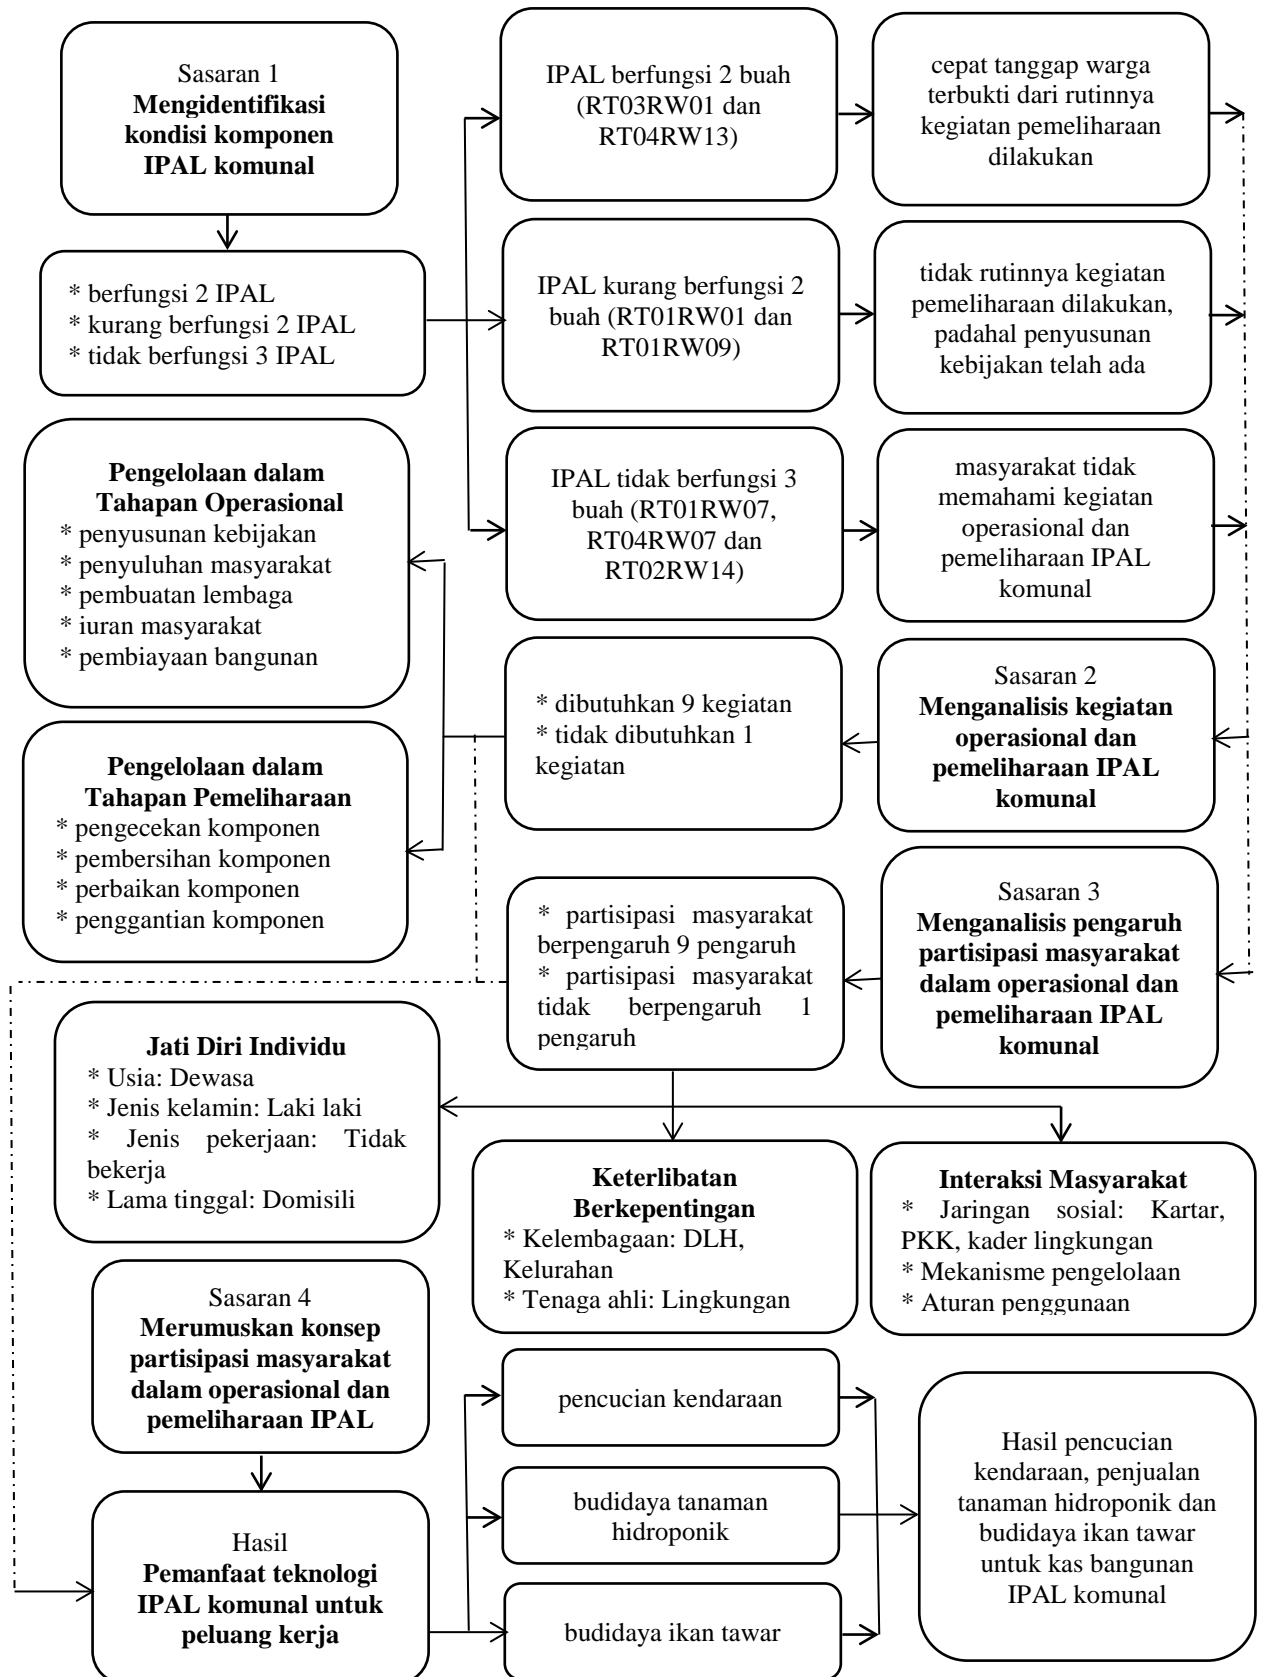 Sasaran 1
Mengidentifikasi
kondisi komponen
IPAL komunal
IPAL berfungsi 2 buah
(RT03RW01 dan
RT04RW13)
cepat tanggap warga
terbukti dari rutinnya
kegiatan pemeliharaan
dilakukan
* berfungsi 2 IPAL
* kurang berfungsi 2 IPAL
* tidak berfungsi 3 IPAL
IPAL kurang berfungsi 2
buah (RT01RW01 dan
RT01RW09)
tidak rutinnya kegiatan
pemeliharaan dilakukan,
padahal penyusunan
kebijakan telah ada
IPAL tidak berfungsi 3
buah (RT01RW07,
RT04RW07 dan
RT02RW14)
masyarakat tidak
memahami kegiatan
operasional dan
pemeliharaan IPAL
komunal
Pengelolaan dalam
Tahapan Operasional
* penyusunan kebijakan
* penyuluhan masyarakat
* pembuatan lembaga
* iuran masyarakat
* pembiayaan bangunan
* dibutuhkan 9 kegiatan
* tidak dibutuhkan 1
kegiatan
Sasaran 2
Menganalisis kegiatan
operasional dan
pemeliharaan IPAL
komunal
Pengelolaan dalam
Tahapan Pemeliharaan
* pengecekan komponen
* pembersihan komponen
* perbaikan komponen
* penggantian komponen
* partisipasi masyarakat
berpengaruh 9 pengaruh
* partisipasi masyarakat
tidak berpengaruh 1
pengaruh
Sasaran 3
Menganalisis pengaruh
partisipasi masyarakat
dalam operasional dan
pemeliharaan IPAL
komunal
Jati Diri Individu
* Usia: Dewasa
* Jenis kelamin: Laki laki
* Jenis pekerjaan: Tidak
bekerja
* Lama tinggal: Domisili
Keterlibatan
Berkepentingan
* Kelembagaan: DLH,
Kelurahan
* Tenaga ahli: Lingkungan
Interaksi Masyarakat
* Jaringan sosial: Kartar,
PKK, kader lingkungan
* Mekanisme pengelolaan
* Aturan penggunaan
Sasaran 4
Merumuskan konsep
partisipasi masyarakat
dalam operasional dan
pemeliharaan IPAL
Hasil
Pemanfaat teknologi
IPAL komunal untuk
peluang kerja
pencucian kendaraan
budidaya tanaman
hidroponik
budidaya ikan tawar
Hasil pencucian
kendaraan, penjualan
tanaman hidroponik dan
budidaya ikan tawar
untuk kas bangunan
IPAL komunal